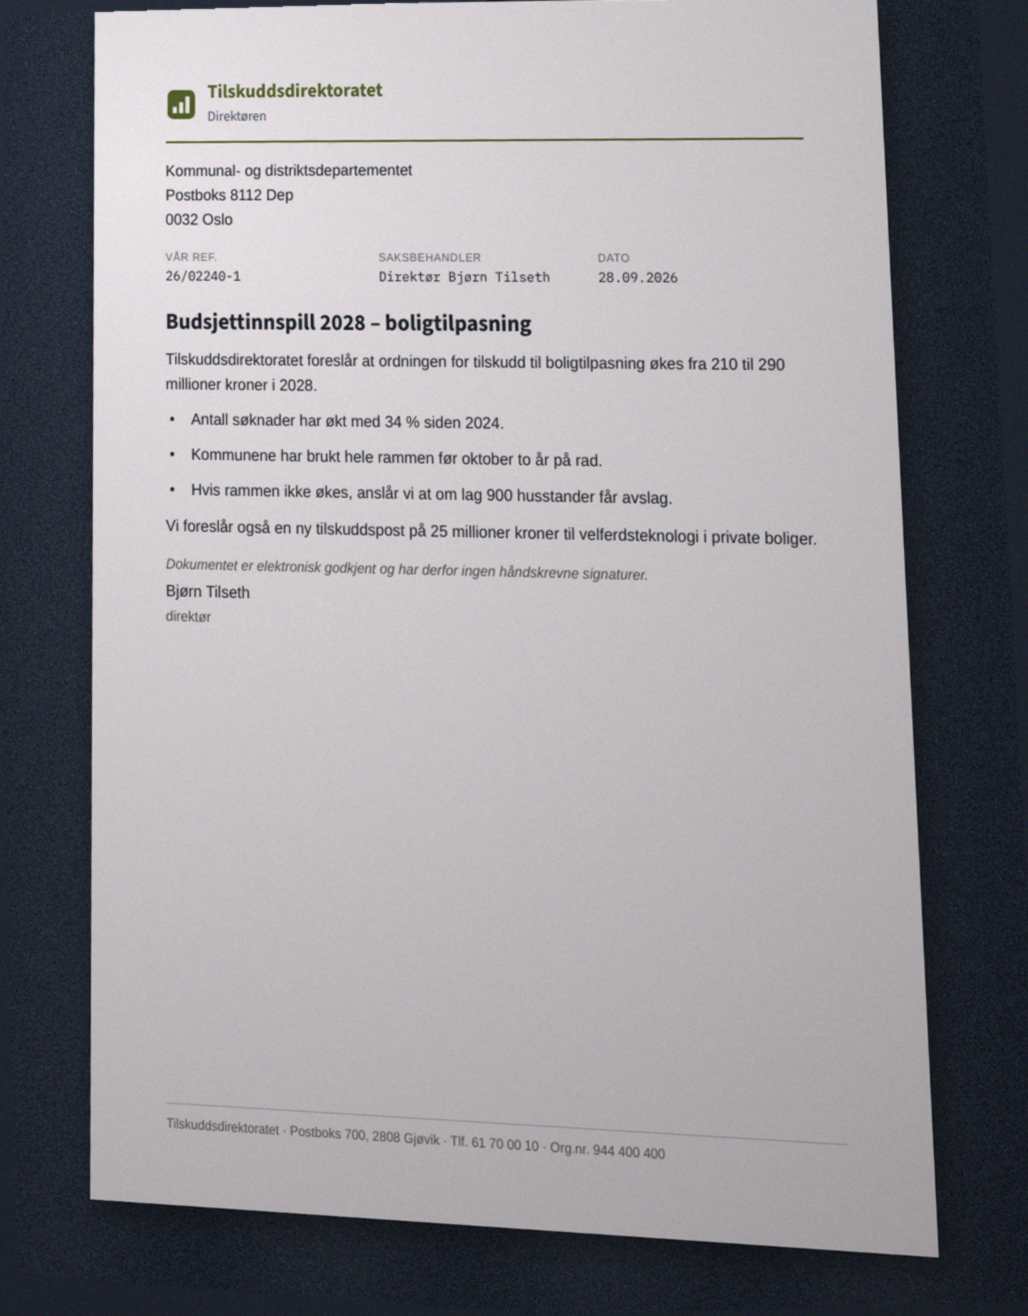 Tilskuddsdirektoratet
Direktøren
Kommunal- og distriktsdepartementet
Postboks 8112 Dep
0032 Oslo
VÅR REF. SAKSBEHANDLER DATO
26/02240-1 Direktør Bjørn Tilseth 28.09.2026
Budsjettinnspill 2028 – boligtilpasning
Tilskuddsdirektoratet foreslår at ordningen for tilskudd til boligtilpasning økes fra 210 til 290
millioner kroner i 2028.
• Antall søknader har økt med 34 % siden 2024.
• Kommunene har brukt hele rammen før oktober to år på rad.
• Hvis rammen ikke økes, anslår vi at om lag 900 husstander får avslag.
Vi foreslår også en ny tilskuddspost på 25 millioner kroner til velferdsteknologi i private boliger.
Dokumentet er elektronisk godkjent og har derfor ingen håndskrevne signaturer.
Bjørn Tilseth
direktør
Tilskuddsdirektoratet · Postboks 700, 2808 Gjøvik · Tlf. 61 70 00 10 · Org.nr. 944 400 400